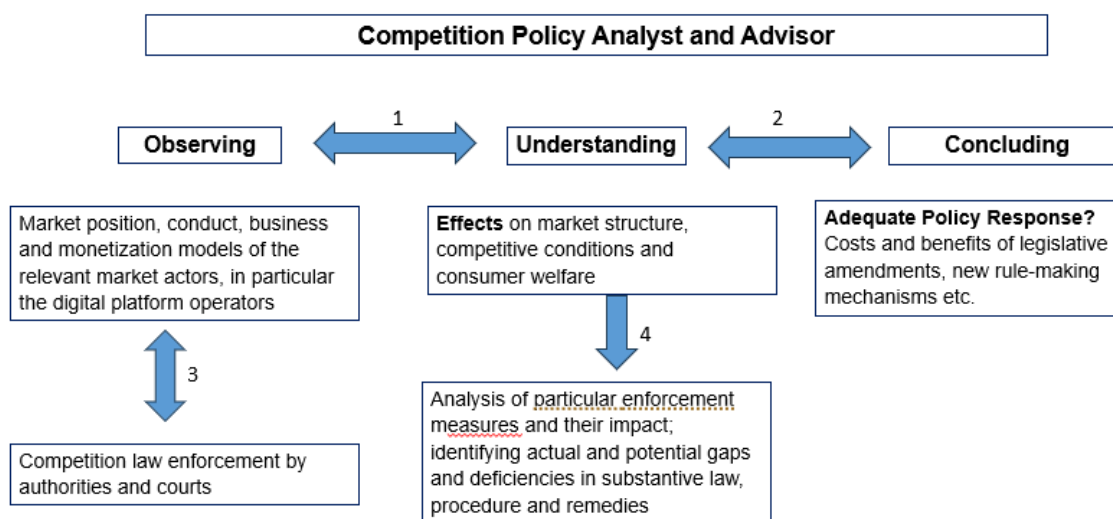 Competition Policy Analyst and Advisor
1
2
Observing
Understanding
Concluding
Market position, conduct, business
and monetization models of the
relevant market actors, in particular
the digital platform operators
Effects on market structure,
competitive conditions and
consumer welfare
Adequate Policy Response?
Costs and benefits of legislative
amendments, new rule-making
mechanisms etc.
3
4
Competition law enforcement by
authorities and courts
Analysis of particular enforcement
measures and their impact;
identifying actual and potential gaps
and deficiencies in substantive law,
procedure and remedies